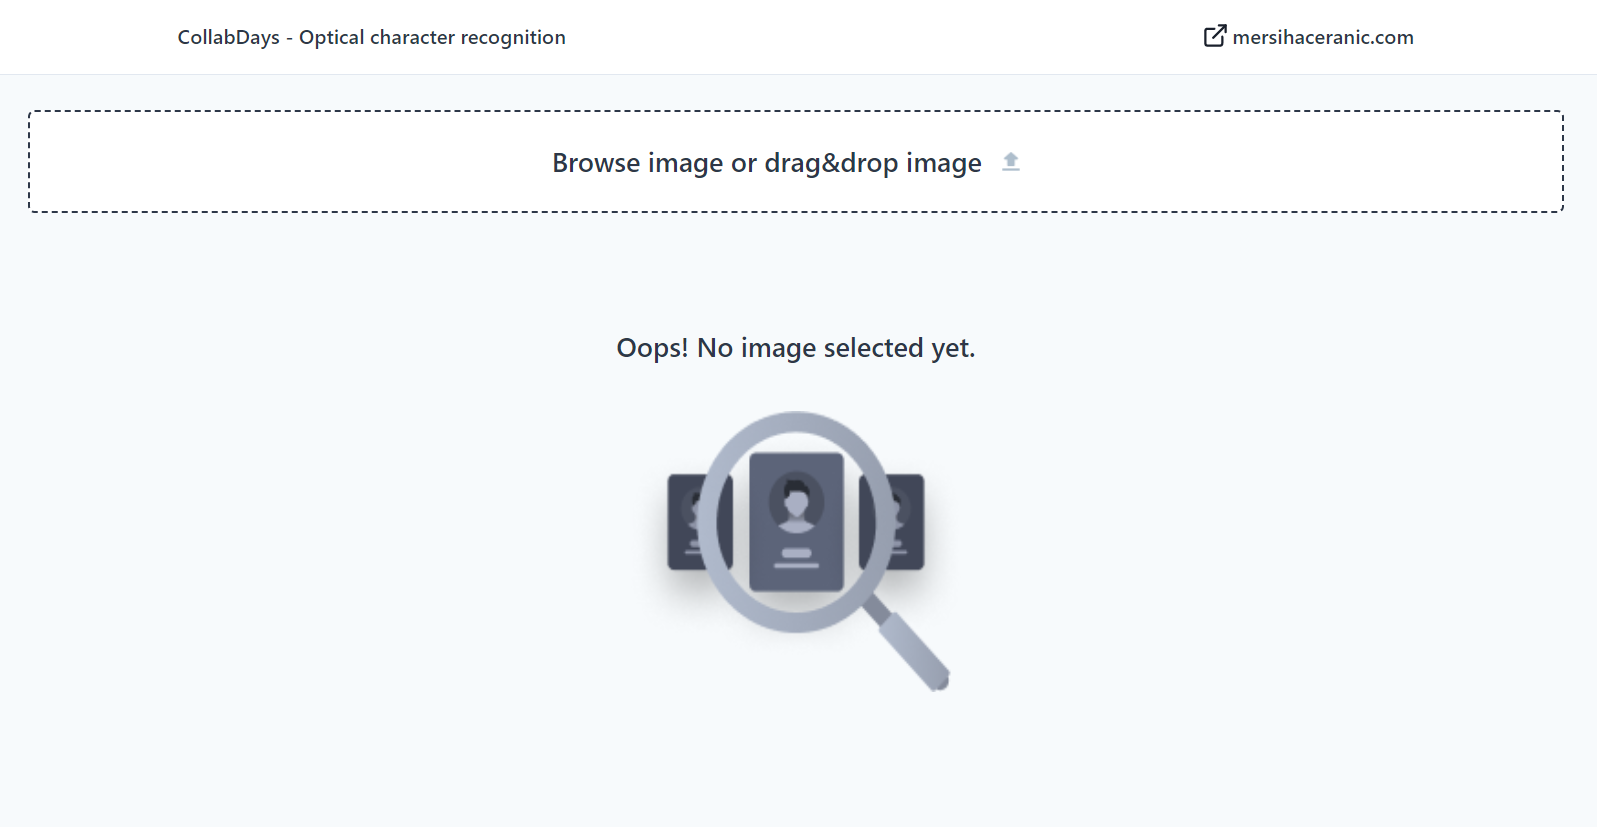 CollabDays - Optical character recognition
mersihaceranic.com
Browse image or drag&drop image
Oops! No image selected yet.